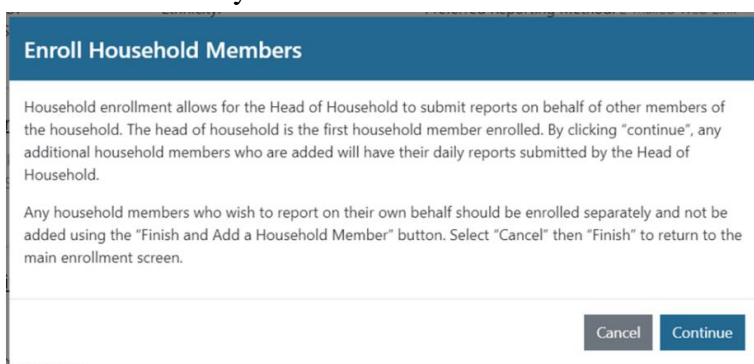 Enroll Household Members
Household enrollment allows for the Head of Household to submit reports on behalf of other members of
the household. The head of household is the first household member enrolled. By clicking "continue", any
additional household members who are added will have their daily reports submitted by the Head of
Household.
Any household members who wish to report on their own behalf should be enrolled separately and not be
added using the "Finish and Add a Household Member" button. Select "Cancel" then "Finish" to return to the
main enrollment screen.
Cancel Continue